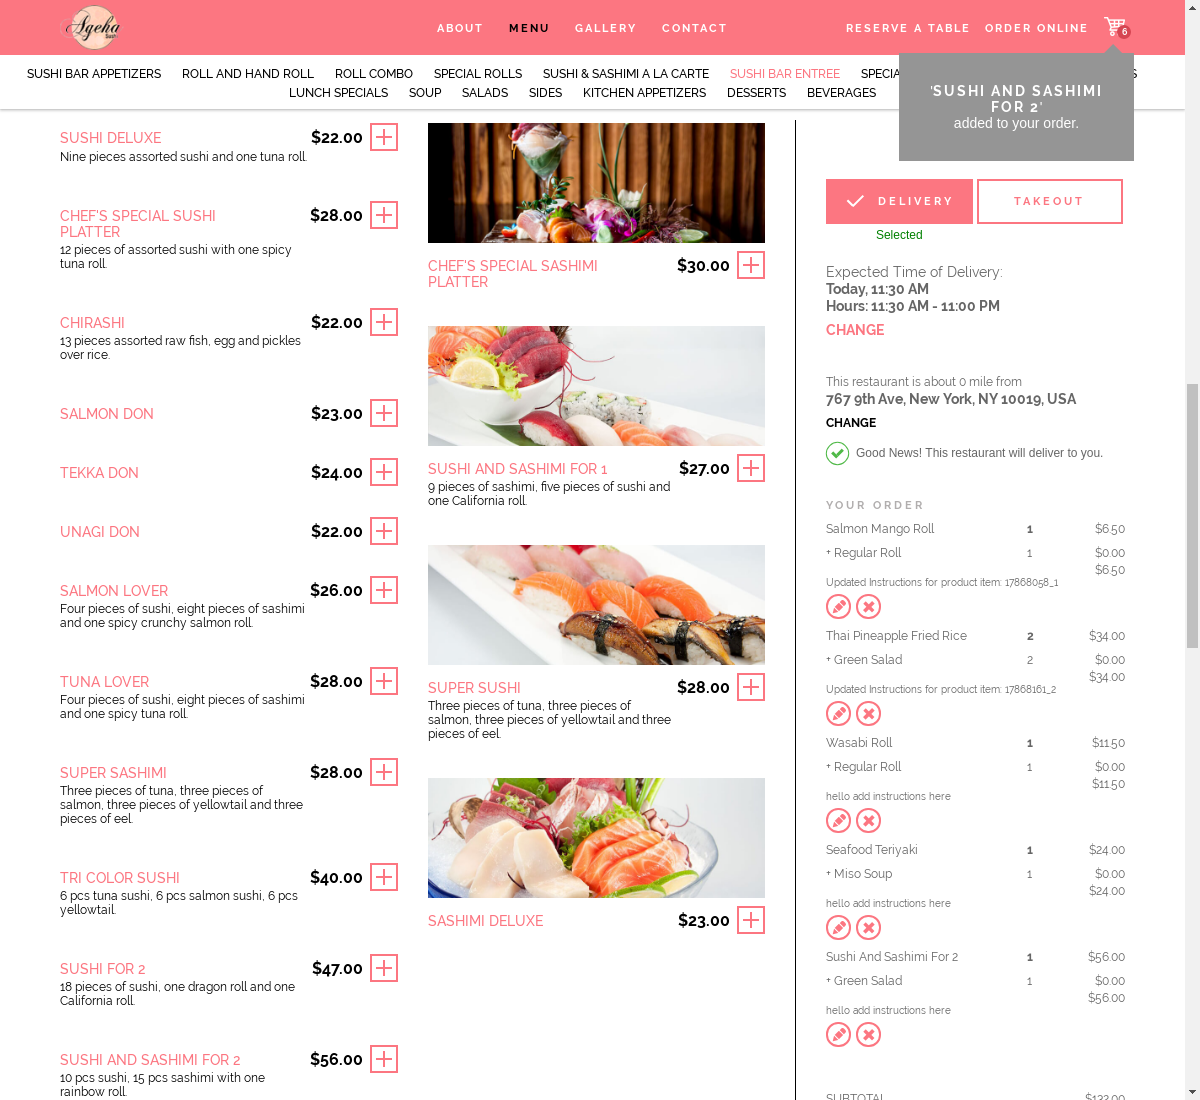 Ageha
Sushi
ABOUT
MENU
GALLERY
CONTACT
RESERVE A TABLE
ORDER ONLINE
6
SUSHI BAR APPETIZERS
ROLL AND HAND ROLL
ROLL COMBO
SPECIAL ROLLS
SUSHI & SASHIMI A LA CARTE
SUSHI BAR ENTREE
LUNCH SPECIALS
SOUP
SALADS
SIDES
KITCHEN APPETIZERS
DESSERTS
BEVERAGES
'SUSHI AND SASHIMI
FOR 2'
added to your order.
SUSHI DELUXE
$22.00
Nine pieces assorted sushi and one tuna roll.
CHEF'S SPECIAL SUSHI
PLATTER
$28.00
12 pieces of assorted sushi with one spicy
tuna roll.
CHIRASHI
$22.00
13 pieces assorted raw fish, egg and pickles
over rice.
SALMON DON
$23.00
TEKKA DON
$24.00
UNAGI DON
$22.00
SALMON LOVER
$26.00
Four pieces of sushi, eight pieces of sashimi
and one spicy crunchy salmon roll.
TUNA LOVER
$28.00
Four pieces of sushi, eight pieces of sashimi
and one spicy tuna roll.
SUPER SASHIMI
$28.00
Three pieces of tuna, three pieces of
salmon, three pieces of yellowtail and three
pieces of eel.
TRI COLOR SUSHI
$40.00
6 pcs tuna sushi, 6 pcs salmon sushi, 6 pcs
yellowtail.
SUSHI FOR 2
$47.00
18 pieces of sushi, one dragon roll and one
California roll.
SUSHI AND SASHIMI FOR 2
$56.00
10 pcs sushi, 15 pcs sashimi with one
rainbow roll.
CHEF'S SPECIAL SASHIMI
PLATTER
$30.00
SUSHI AND SASHIMI FOR 1
$27.00
9 pieces of sashimi, five pieces of sushi and
one California roll.
SUPER SUSHI
$28.00
Three pieces of tuna, three pieces of
salmon, three pieces of yellowtail and three
pieces of eel.
SASHIMI DELUXE
$23.00
DELIVERY
TAKEOUT
Selected
Expected Time of Delivery:
Today, 11:30 AM
Hours: 11:30 AM - 11:00 PM
CHANGE
This restaurant is about 0 mile from
767 9th Ave, New York, NY 10019, USA
CHANGE
Good News! This restaurant will deliver to you.
YOUR ORDER
Salmon Mango Roll 1 $6.50
+ Regular Roll 1 $0.00
$6.50
Updated Instructions for product item: 17868058_1
Thai Pineapple Fried Rice 2 $34.00
+ Green Salad 2 $0.00
$34.00
Updated Instructions for product item: 17868161_2
Wasabi Roll 1 $11.50
+ Regular Roll 1 $0.00
$11.50
hello add instructions here
Seafood Teriyaki 1 $24.00
+ Miso Soup 1 $0.00
$24.00
hello add instructions here
Sushi And Sashimi For 2 1 $56.00
+ Green Salad 1 $0.00
$56.00
hello add instructions here
SUBTOTAL $132.00